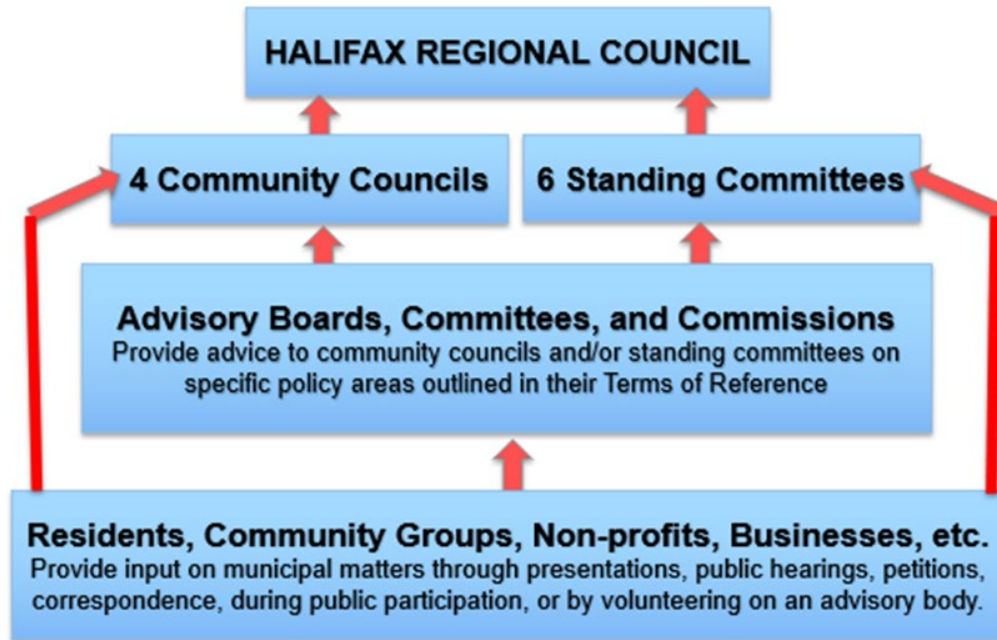 HALIFAX REGIONAL COUNCIL
4 Community Councils
6 Standing Committees
Advisory Boards, Committees, and Commissions
Provide advice to community councils and/or standing committees on
specific policy areas outlined in their Terms of Reference
Residents, Community Groups, Non-profits, Businesses, etc.
Provide input on municipal matters through presentations, public hearings, petitions,
correspondence, during public participation, or by volunteering on an advisory body.